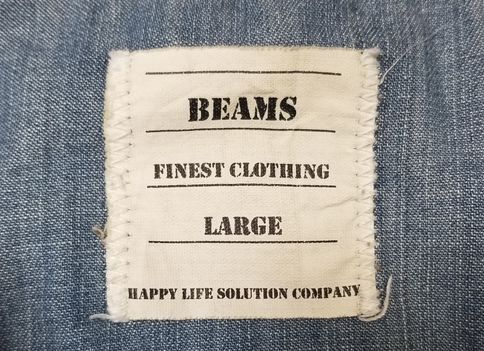 BEAMS
FINEST CLOTHING
LARGE
HAPPY LIFE SOLUTION COMPANY